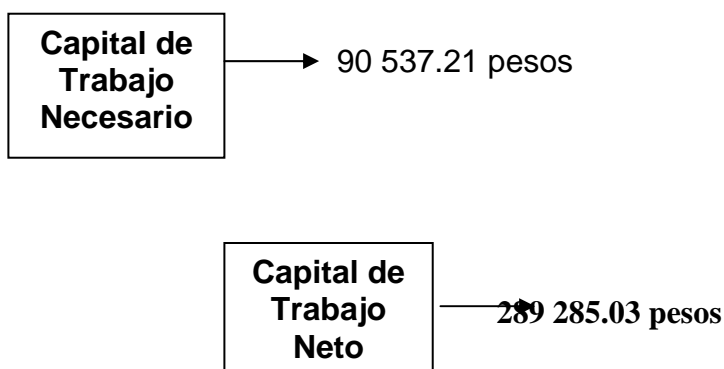 Capital de
Trabajo
Necesario
90 537.21 pesos
Capital de
Trabajo
Neto
289 285.03 pesos